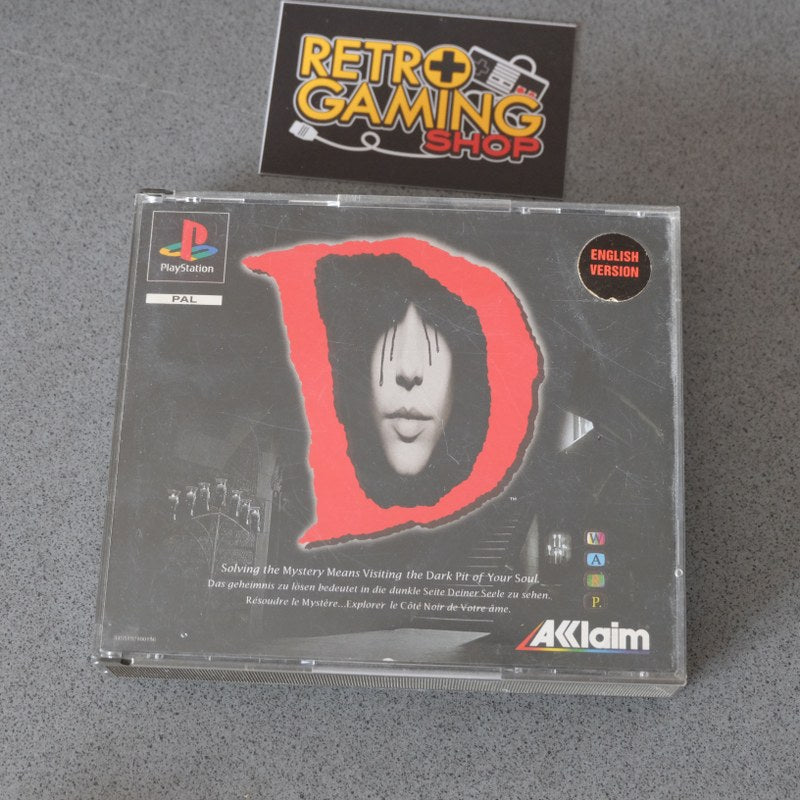 RETRO
GAMING
SHOP
PlayStation
PAL
ENGLISH
VERSION
D
TM
Solving the Mystery Means Visiting the Dark Pit of Your Soul.
Das geheimnis zu lösen bedeutet in die dunkle Seite Deiner Seele zu sehen.
Résoudre le Mystère...Explorer le Côté Noir de Votre âme.
W
A
R
P.
AKlaim